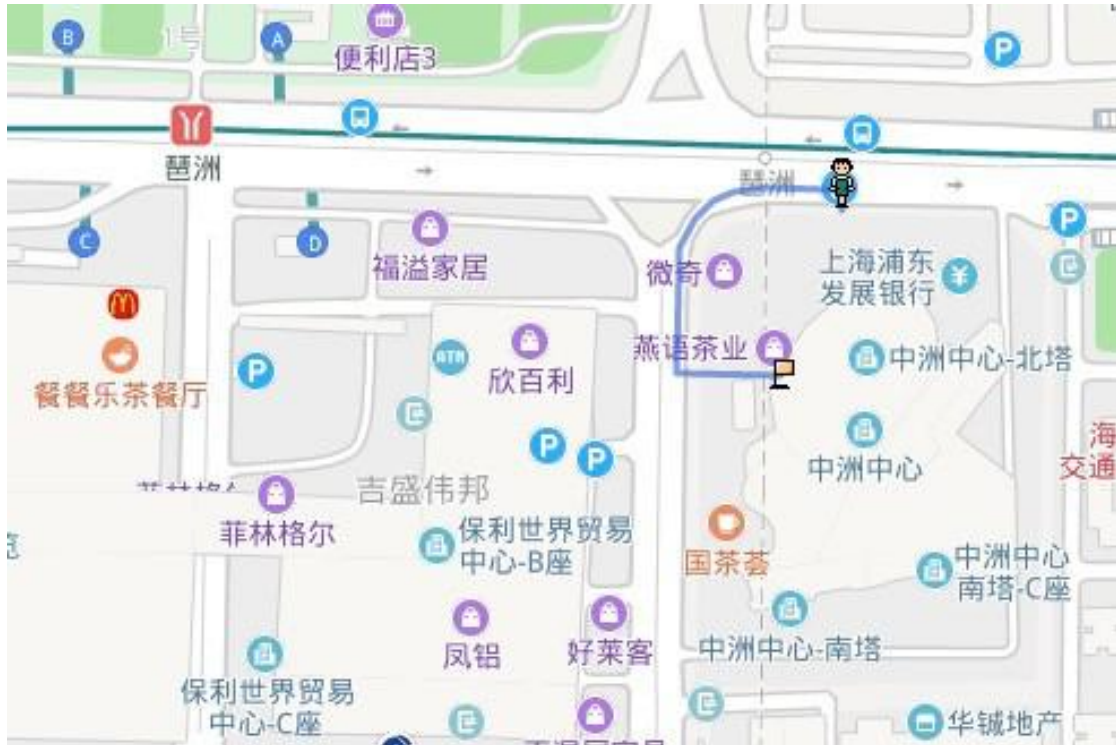 B
1号
A
便利店3
P
琶洲
琶洲
P
C
D
福溢家居
微奇
上海浦东
发展银行
¥
燕语茶业
ATM
欣百利
中洲中心-北塔
餐餐乐茶餐厅
P
P
P
中洲中心
海
交通
吉盛伟邦
菲林格尔
保利世界贸易
中心-B座
国茶荟
中洲中心
南塔-C座
凤铝
好莱客
中洲中心-南塔
保利世界贸易
中心-C座
华铖地产